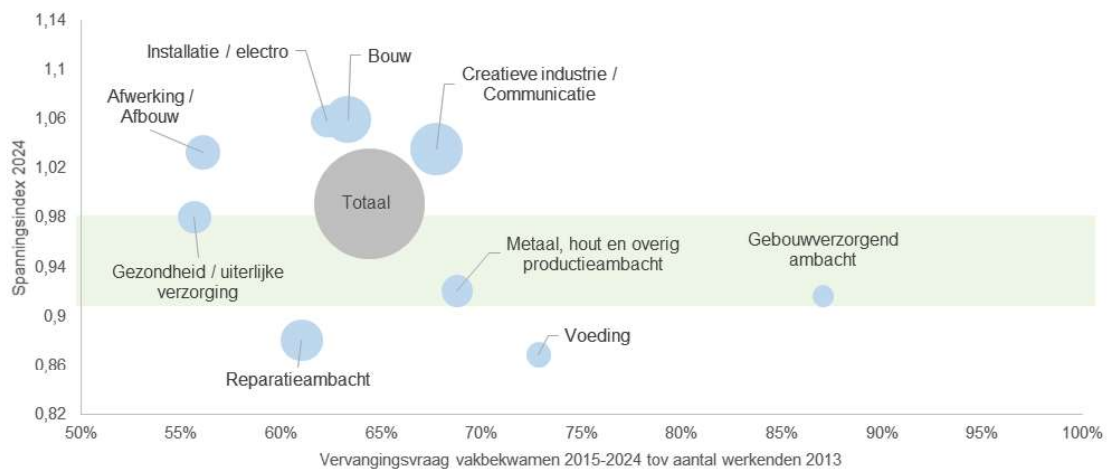 1,14
1,1
1,06
1,02
0,98
0,94
0,9
0,86
0,82
Spanningsindex 2024
Installatie / electro
Bouw
Creatieve industrie /
Communicatie
Afwerking /
Afbouw
Totaal
Gezondheid / uiterlijke
verzorging
Metaal, hout en overig
productieambacht
Gebouwverzorgend
ambacht
Reparatieambacht
Voeding
50% 55% 60% 65% 70% 75% 80% 85% 90% 95% 100%
Vervangingsvraag vakbekwamen 2015-2024 tov aantal werkenden 2013